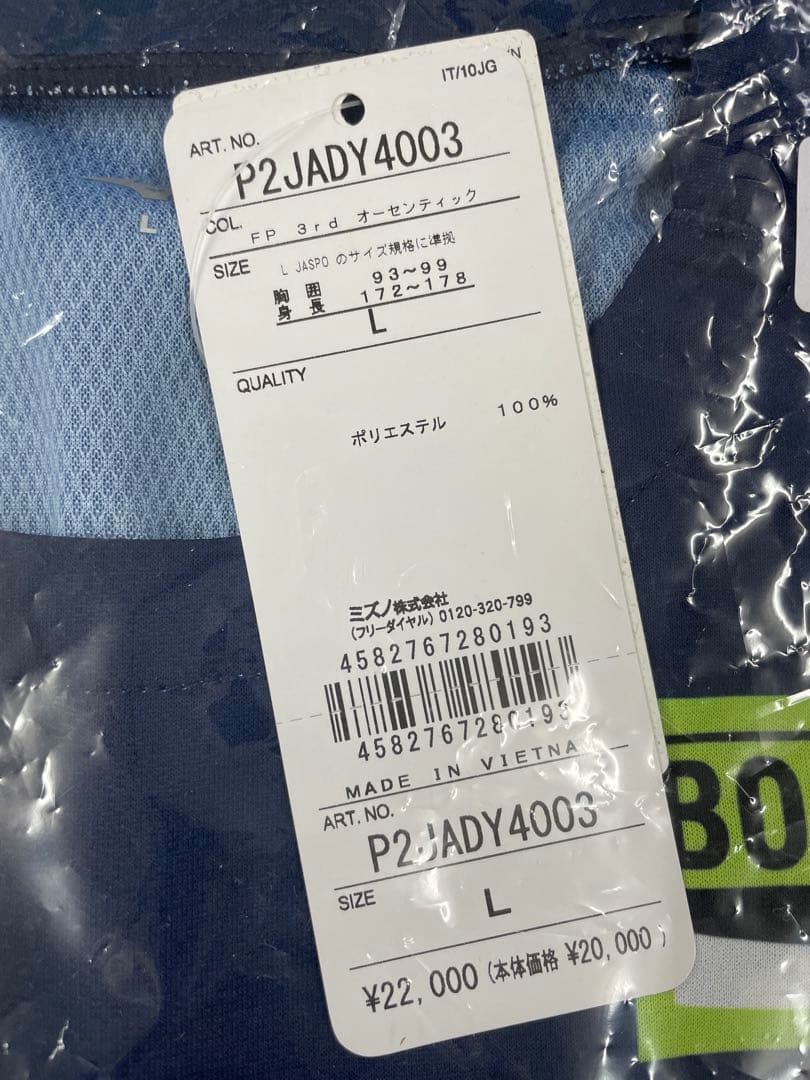 IT/10JG
ART. NO.
P2JADY4003
COL.
FP 3rd オーセンティック
SIZE
L JASPO のサイズ規格に準拠
胸 囲 93～99
身 長 172～178
L
QUALITY
ポリエステル 100%
ミズノ株式会社
(フリーダイヤル) 0120-320-799
4582767280193
4582767280193
MADE IN VIETNA
ART. NO.
P2JADY4003
SIZE
L
¥22,000 (本体価格 ¥20,000)
L
BO